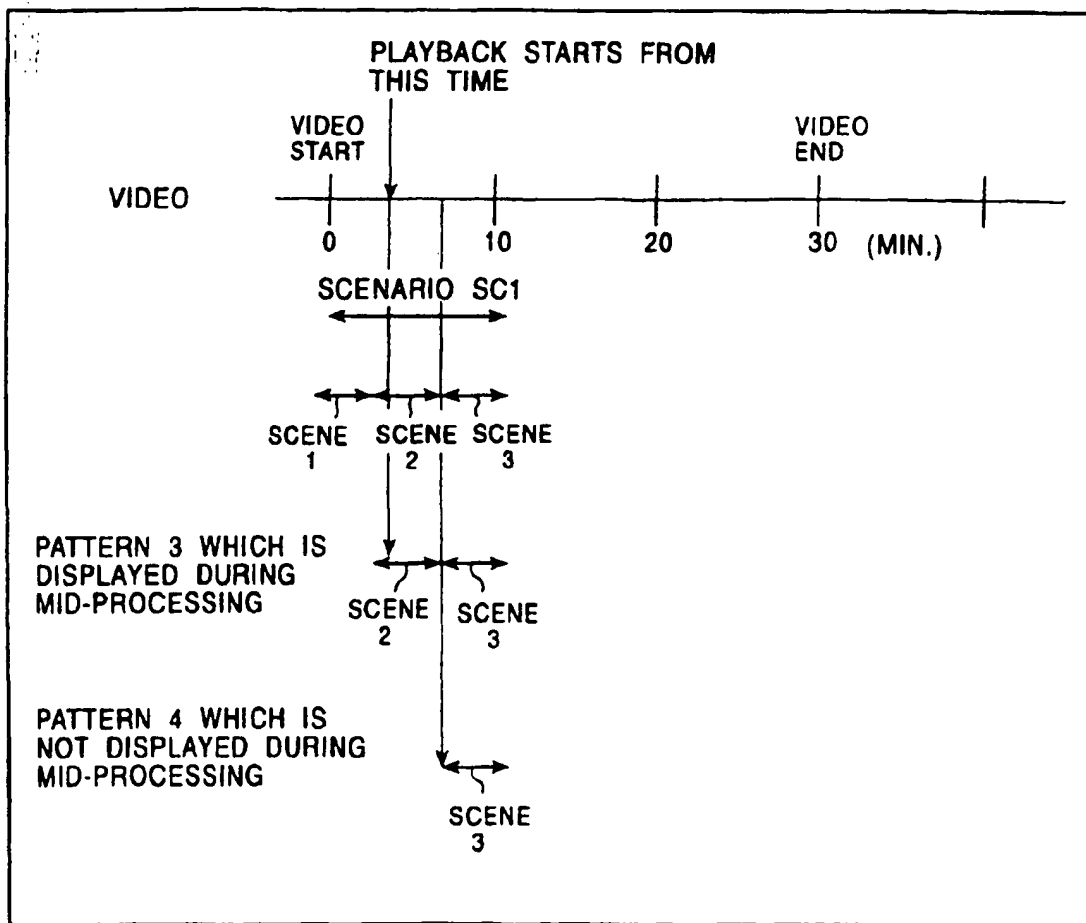 PLAYBACK STARTS FROM
THIS TIME
VIDEO
START
VIDEO
END
VIDEO
0
10
20
30
(MIN.)
SCENARIO SC1
SCENE
1
SCENE
2
SCENE
3
PATTERN 3 WHICH IS
DISPLAYED DURING
MID-PROCESSING
SCENE
2
SCENE
3
PATTERN 4 WHICH IS
NOT DISPLAYED DURING
MID-PROCESSING
SCENE
3